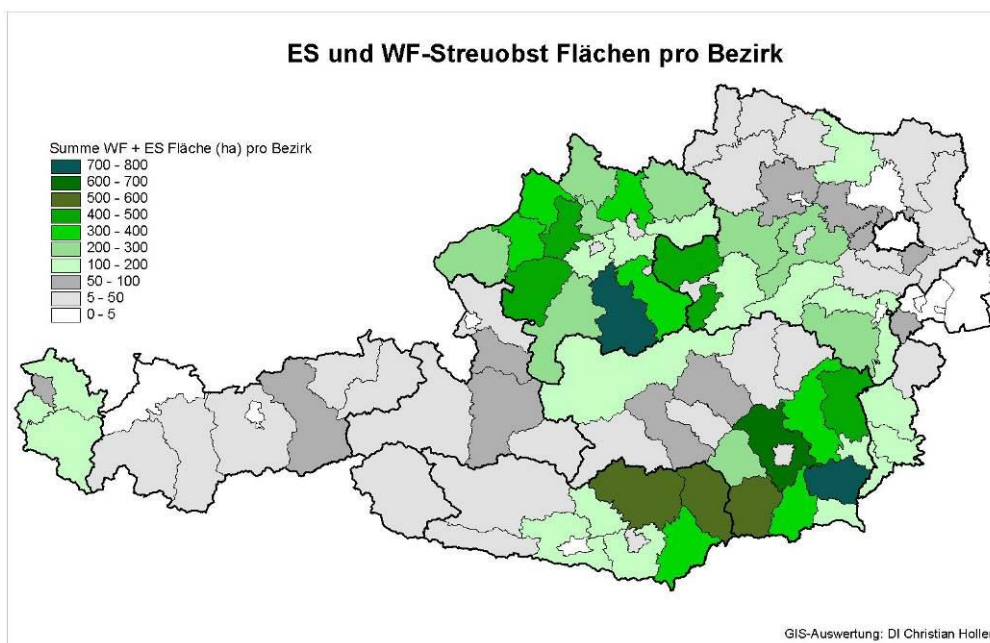 ES und WF-Streuobst Flächen pro Bezirk
Summe WF + ES Fläche (ha) pro Bezirk
700 - 800
600 - 700
500 - 600
400 - 500
300 - 400
200 - 300
100 - 200
50 - 100
5 - 50
0 - 5
GIS-Auswertung: DI Christian Holler